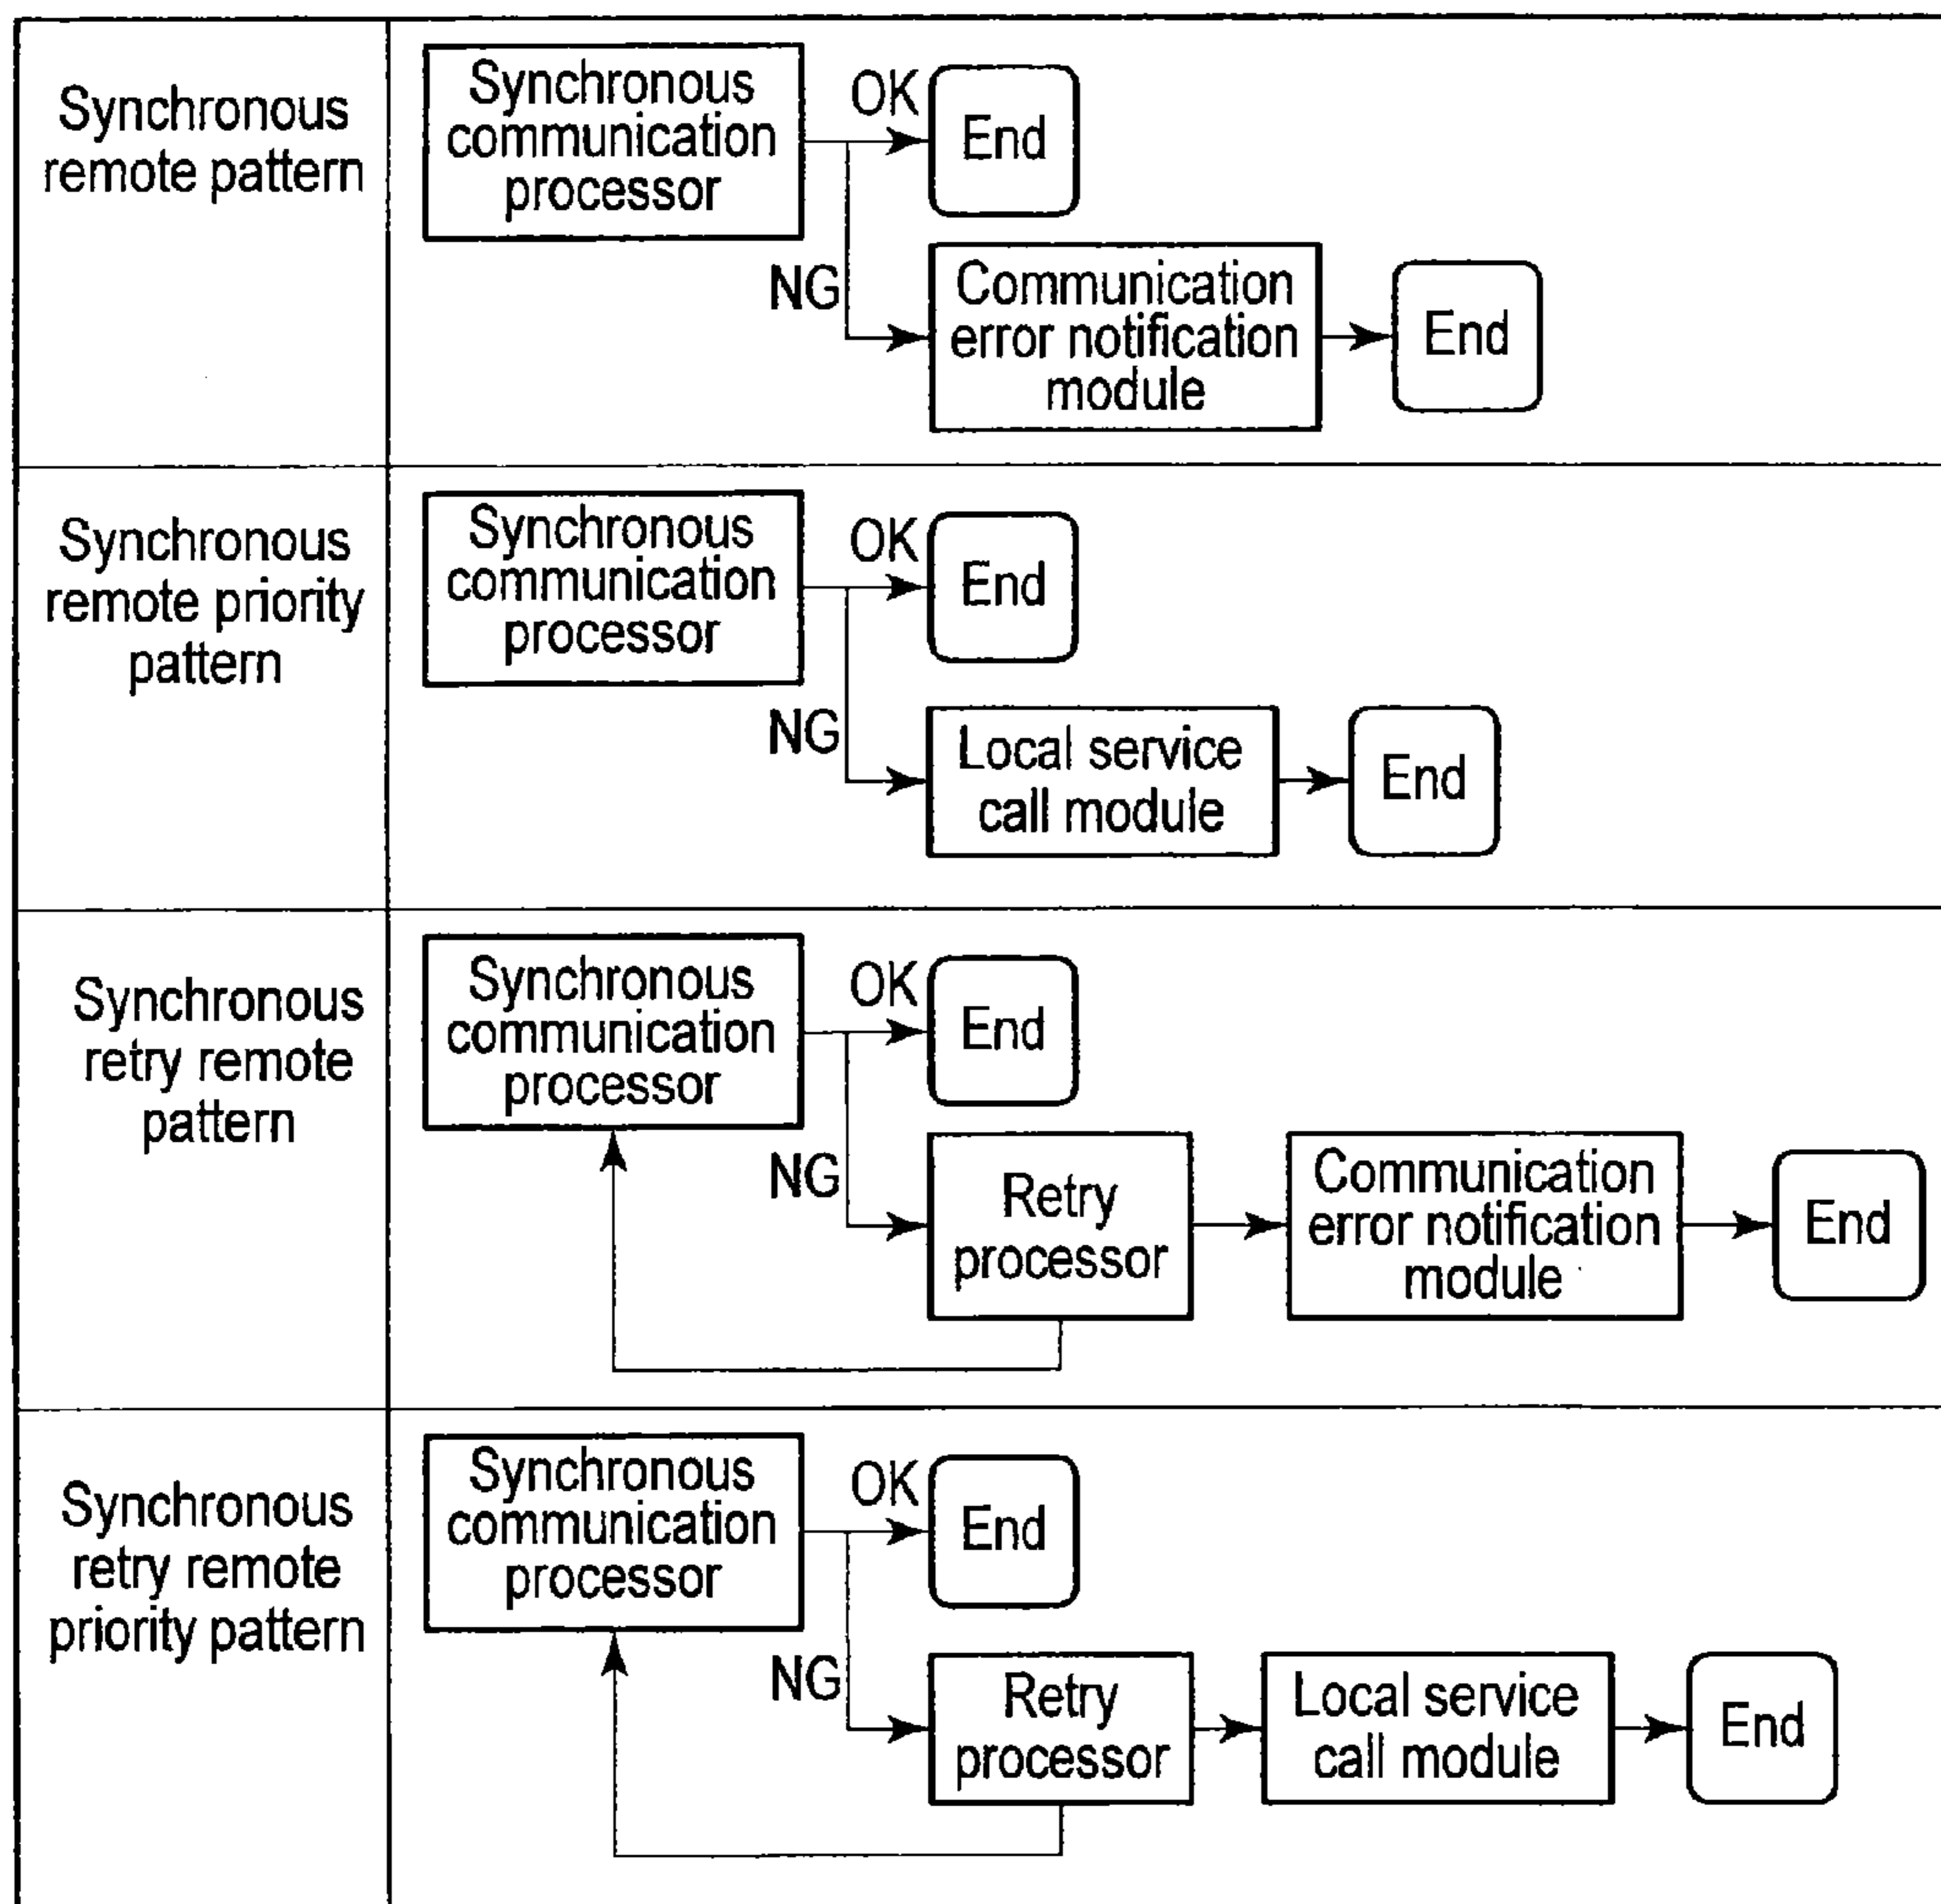 Synchronous
remote pattern
Synchronous
communication
processor
OK
End
NG
Communication
error notification
module
End
Synchronous
remote priority
pattern
Synchronous
communication
processor
OK
End
NG
Local service
call module
End
Synchronous
retry remote
pattern
Synchronous
communication
processor
OK
End
NG
Retry
processor
Communication
error notification
module
End
Synchronous
retry remote
priority pattern
Synchronous
communication
processor
OK
End
NG
Retry
processor
Local service
call module
End